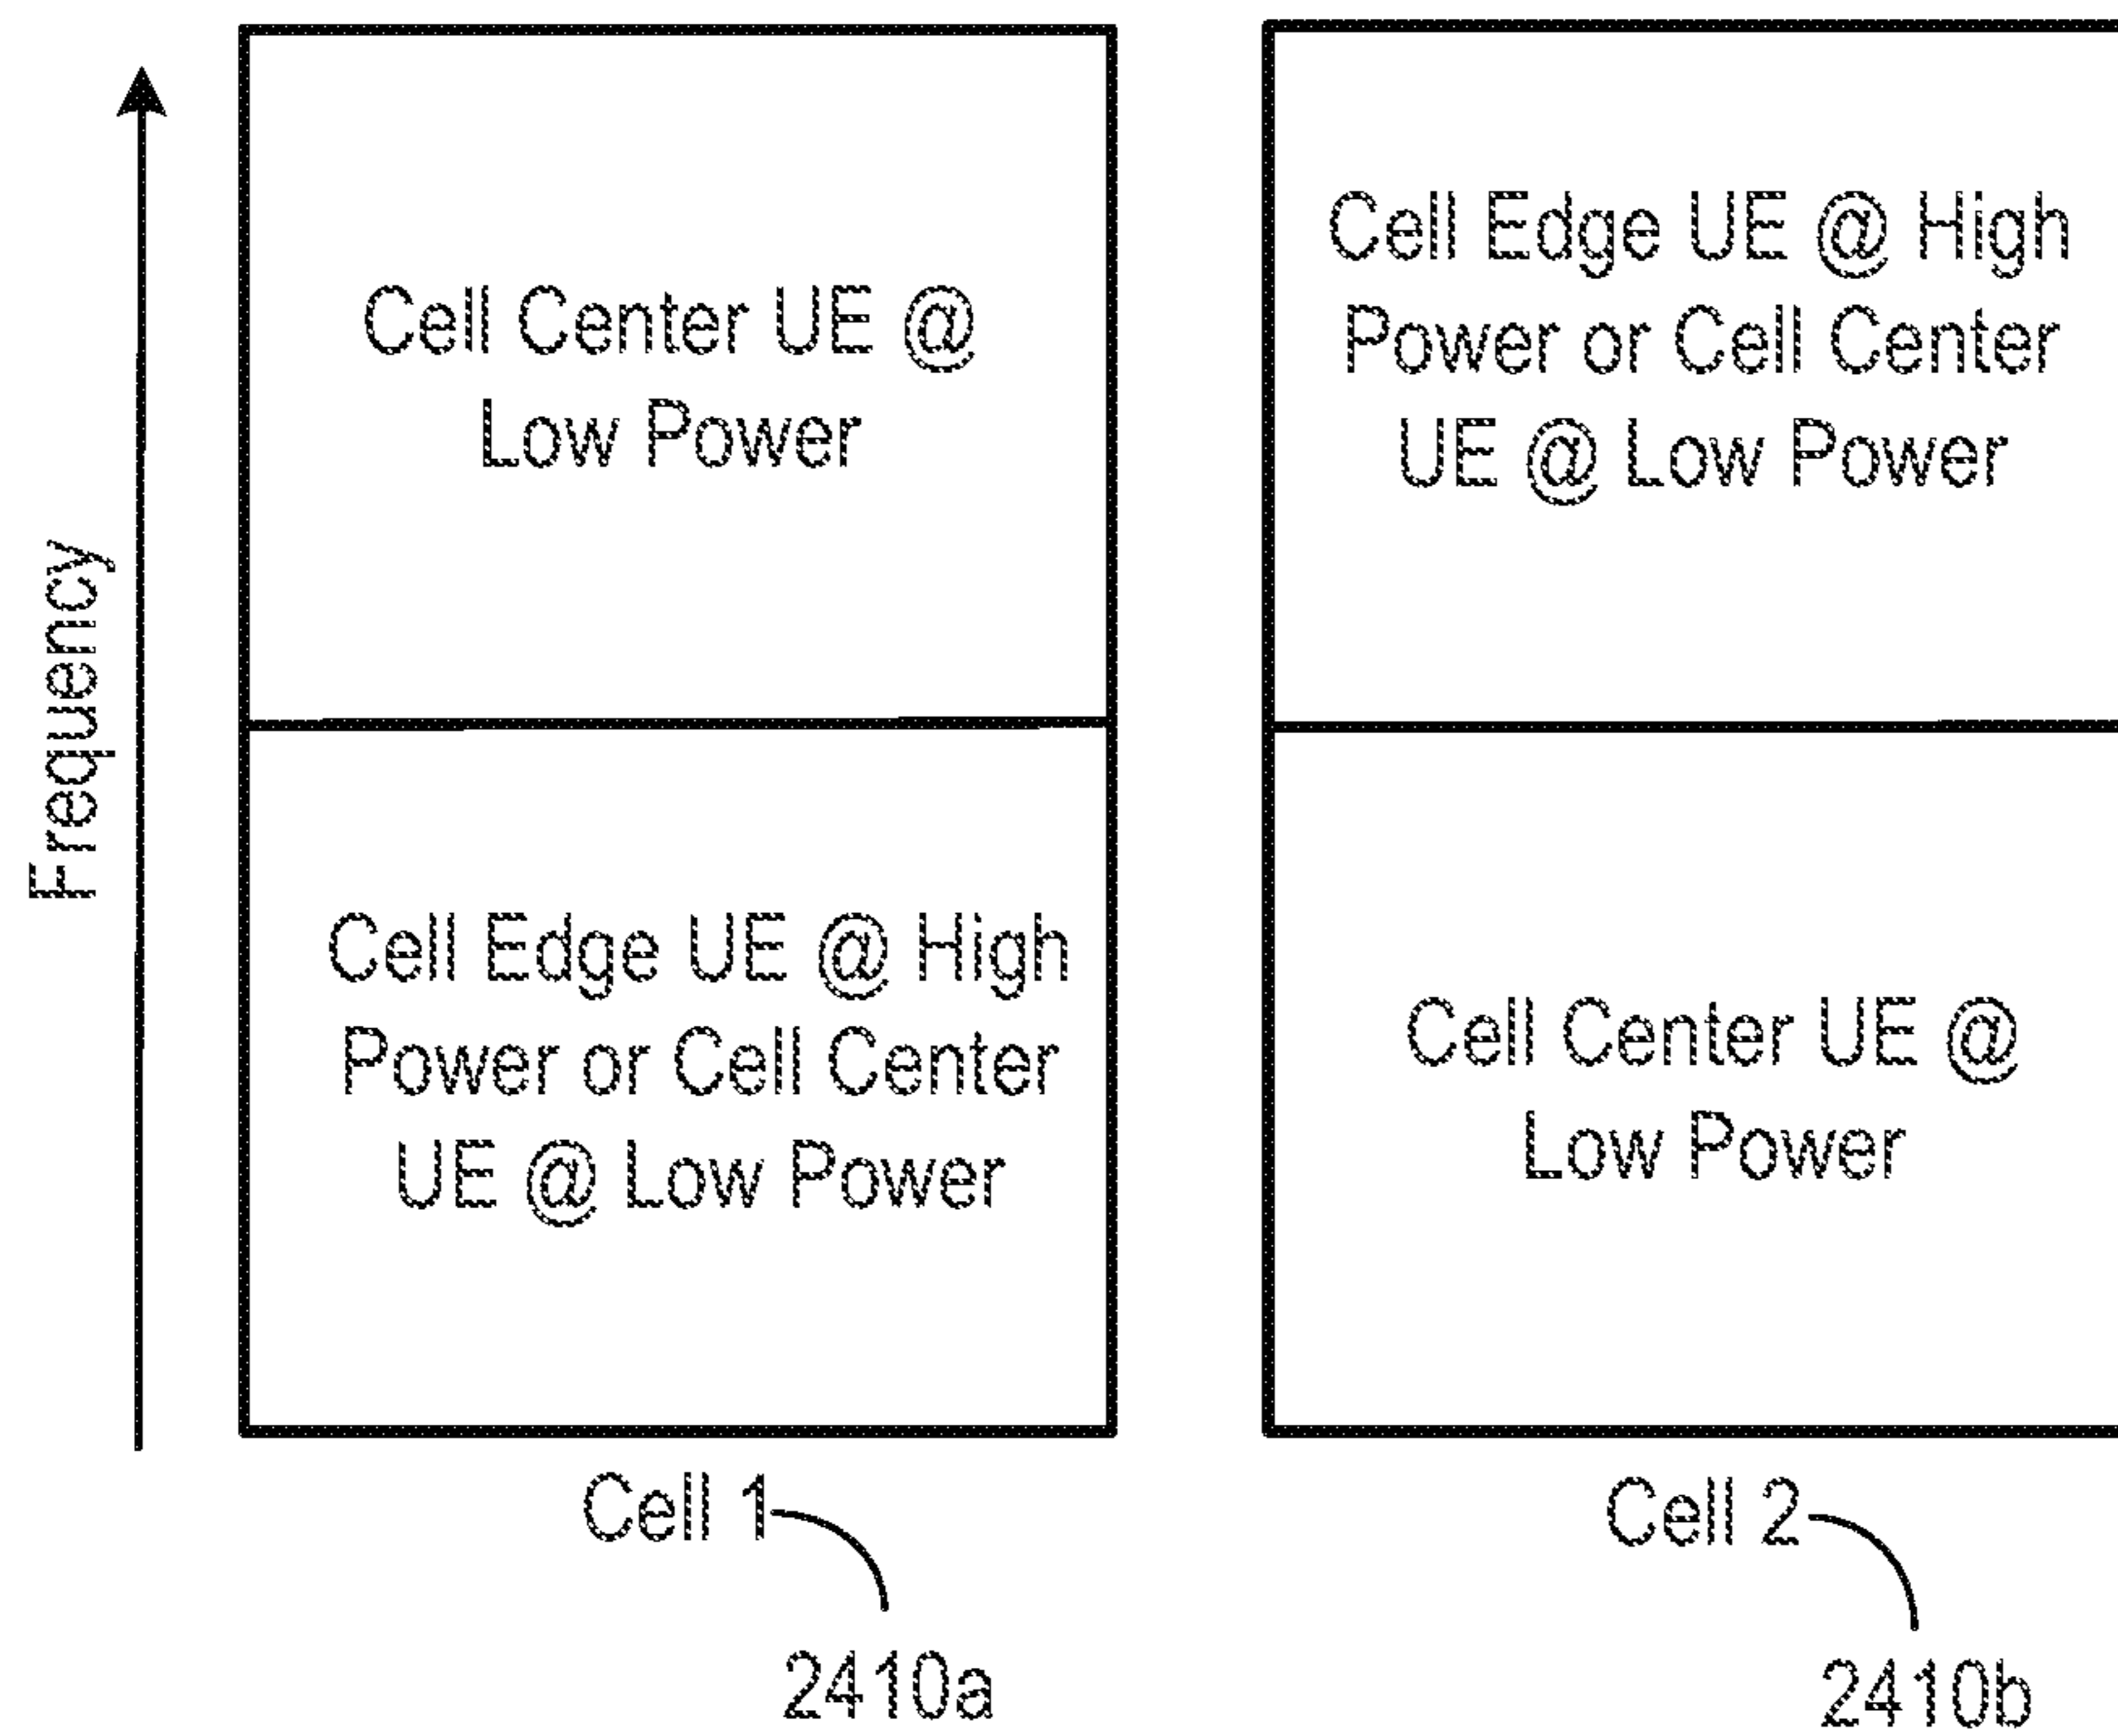 Frequency
Cell Center UE @
Low Power
Cell Edge UE @ High
Power or Cell Center
UE @ Low Power
Cell 1
2410a
Cell Edge UE @ High
Power or Cell Center
UE @ Low Power
Cell Center UE @
Low Power
Cell 2
2410b